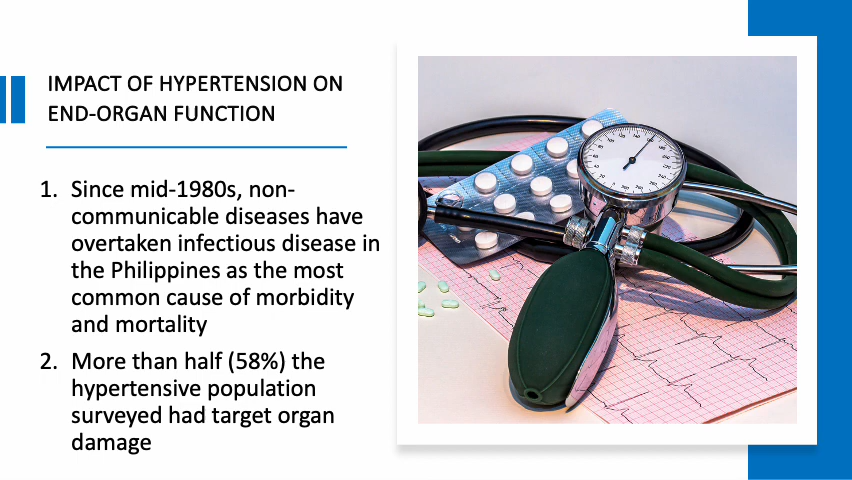 IMPACT OF HYPERTENSION ON
END-ORGAN FUNCTION
1. Since mid-1980s, non-
communicable diseases have
overtaken infectious disease in
the Philippines as the most
common cause of morbidity
and mortality
2. More than half (58%) the
hypertensive population
surveyed had target organ
damage